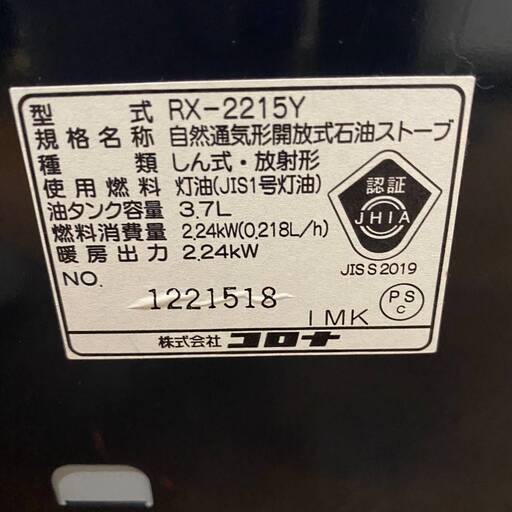 型式 RX-2215Y
規格名称 自然通気形開放式石油ストーブ
種類 しん式・放射形
使用燃料 灯油(JIS1号灯油)
油タンク容量 3.7L
燃料消費量 2.24kW(0.218L/h)
暖房出力 2.24kW
NO. 1221518
認証
JHIA
JIS S 2019
PS
C
IMK
株式会社 コロナ